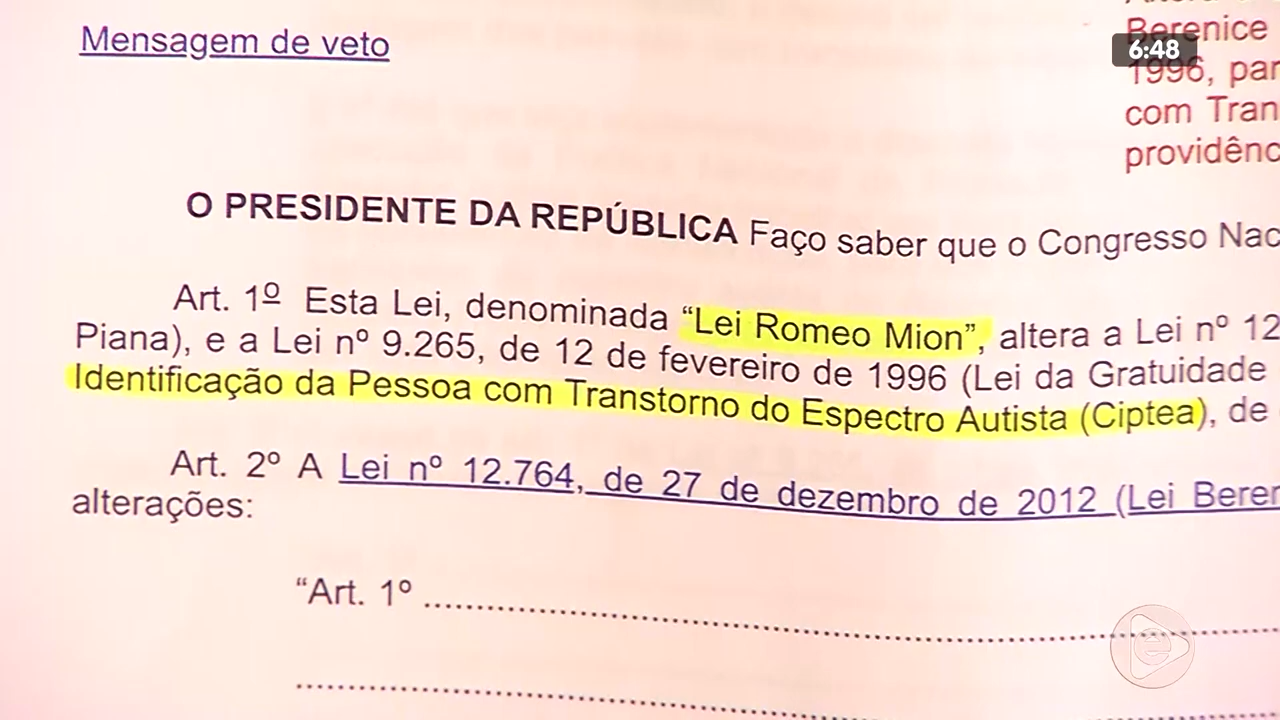 Mensagem de veto
Berenice
6:48
1996, par
com Tran
providênc
O PRESIDENTE DA REPÚBLICA Faço saber que o Congresso Nac
Art. 1º Esta Lei, denominada “Lei Romeo Mion”, altera a Lei nº 12
Piana), e a Lei nº 9.265, de 12 de fevereiro de 1996 (Lei da Gratuidade
Identificação da Pessoa com Transtorno do Espectro Autista (Ciptea), de
Art. 2º A Lei nº 12.764, de 27 de dezembro de 2012 (Lei Beren
alterações:
“Art. 1º ........................................................................
........................................................................